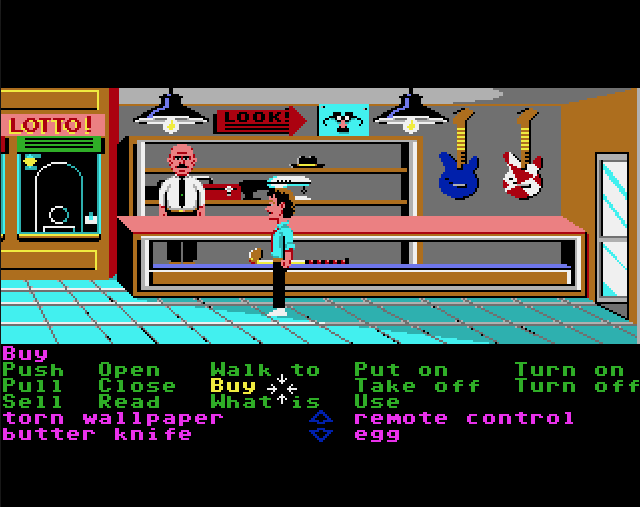 LOTTO!
LOOK!
Buy
Push Open Walk to Put on Turn on
Pull Close Buy Take off Turn off
Sell Read What is Use
torn wallpaper remote control
butter knife egg